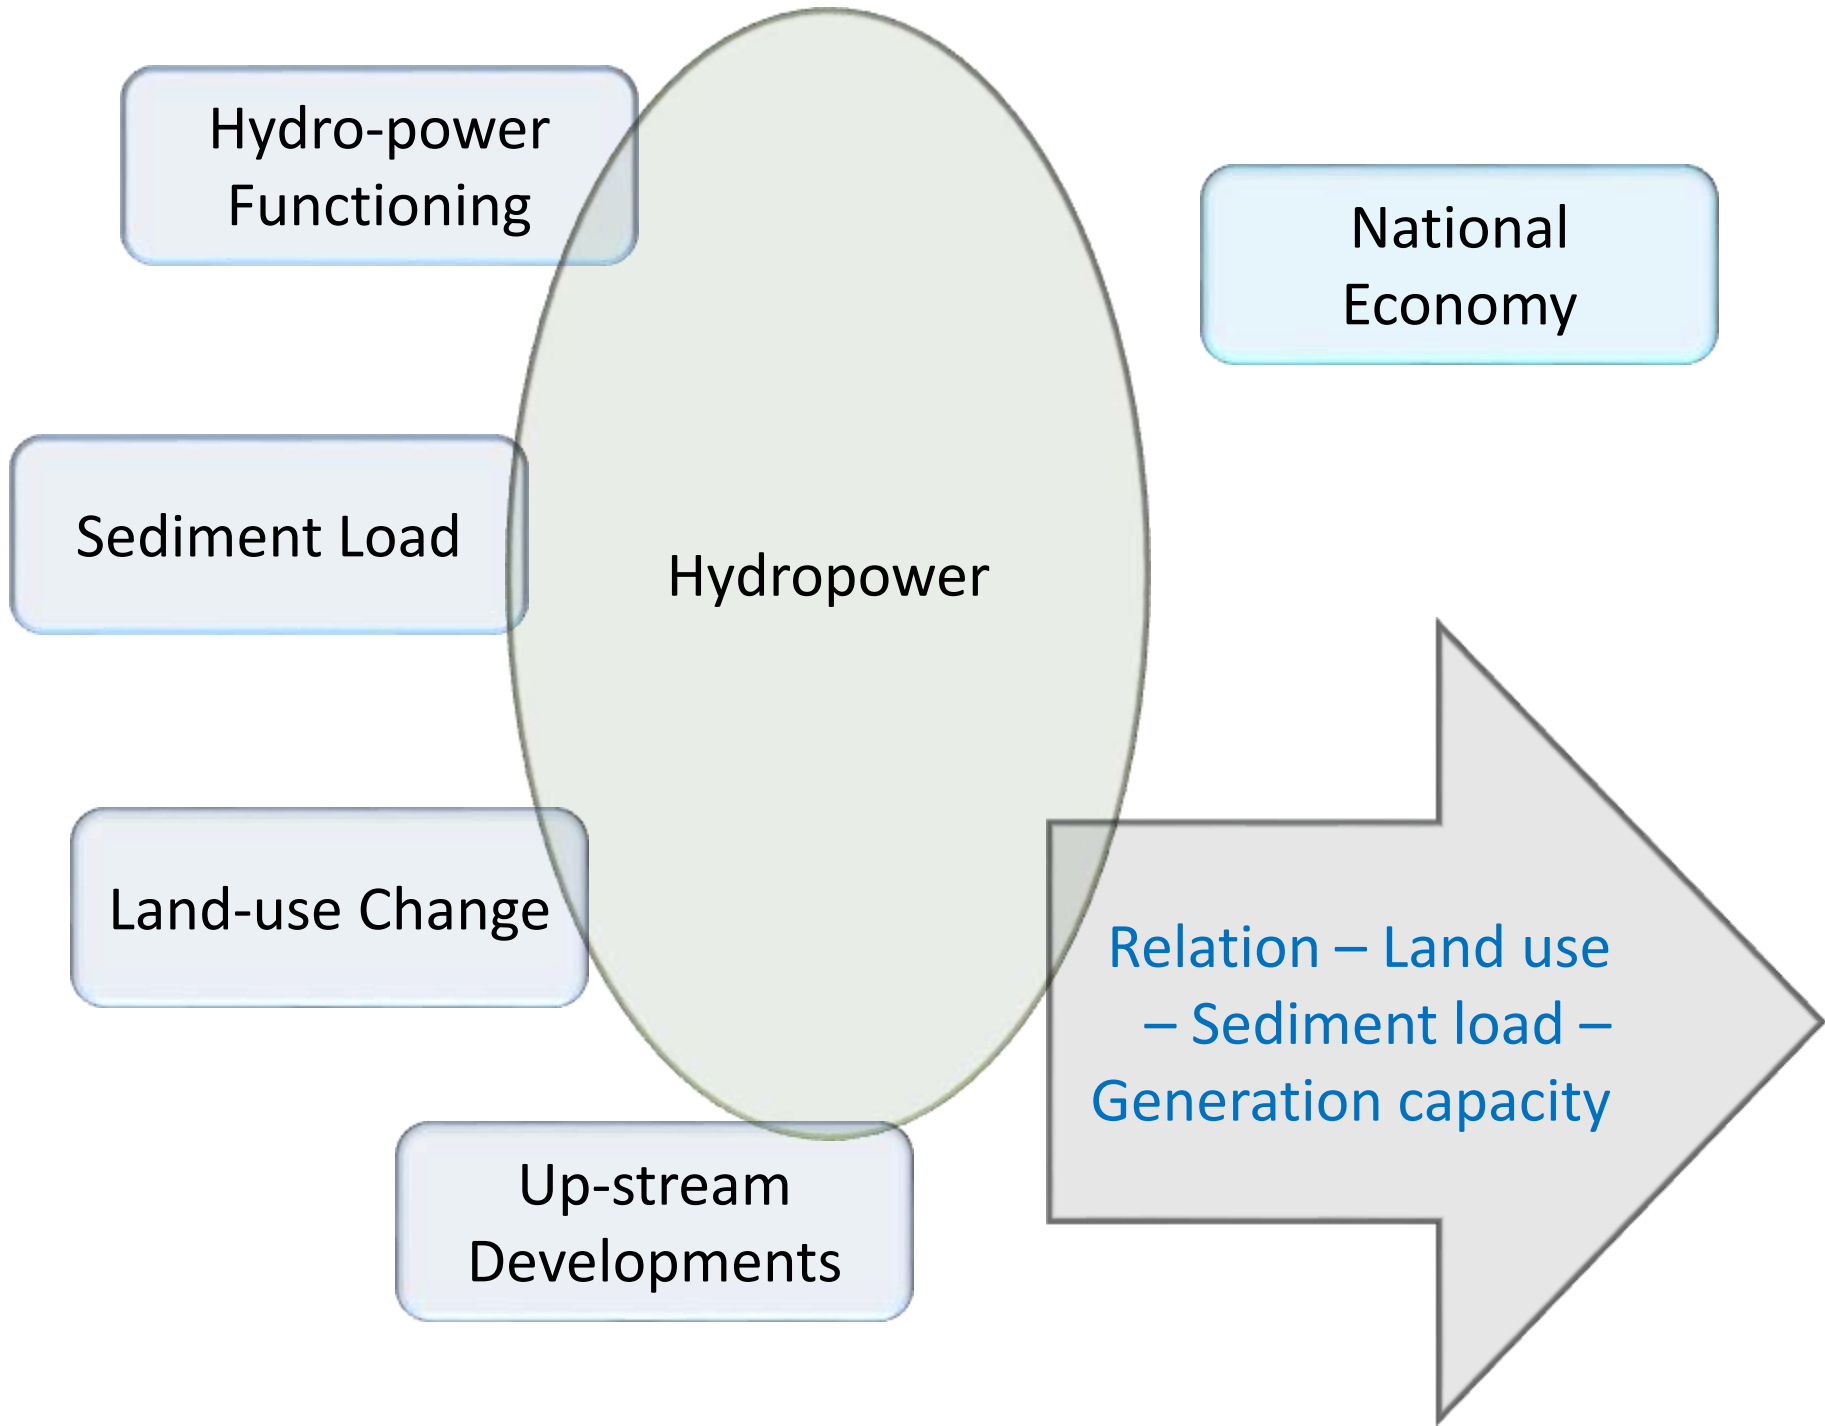 Hydro-power
Functioning
National
Economy
Sediment Load
Hydropower
Land-use Change
Relation – Land use
– Sediment load –
Generation capacity
Up-stream
Developments